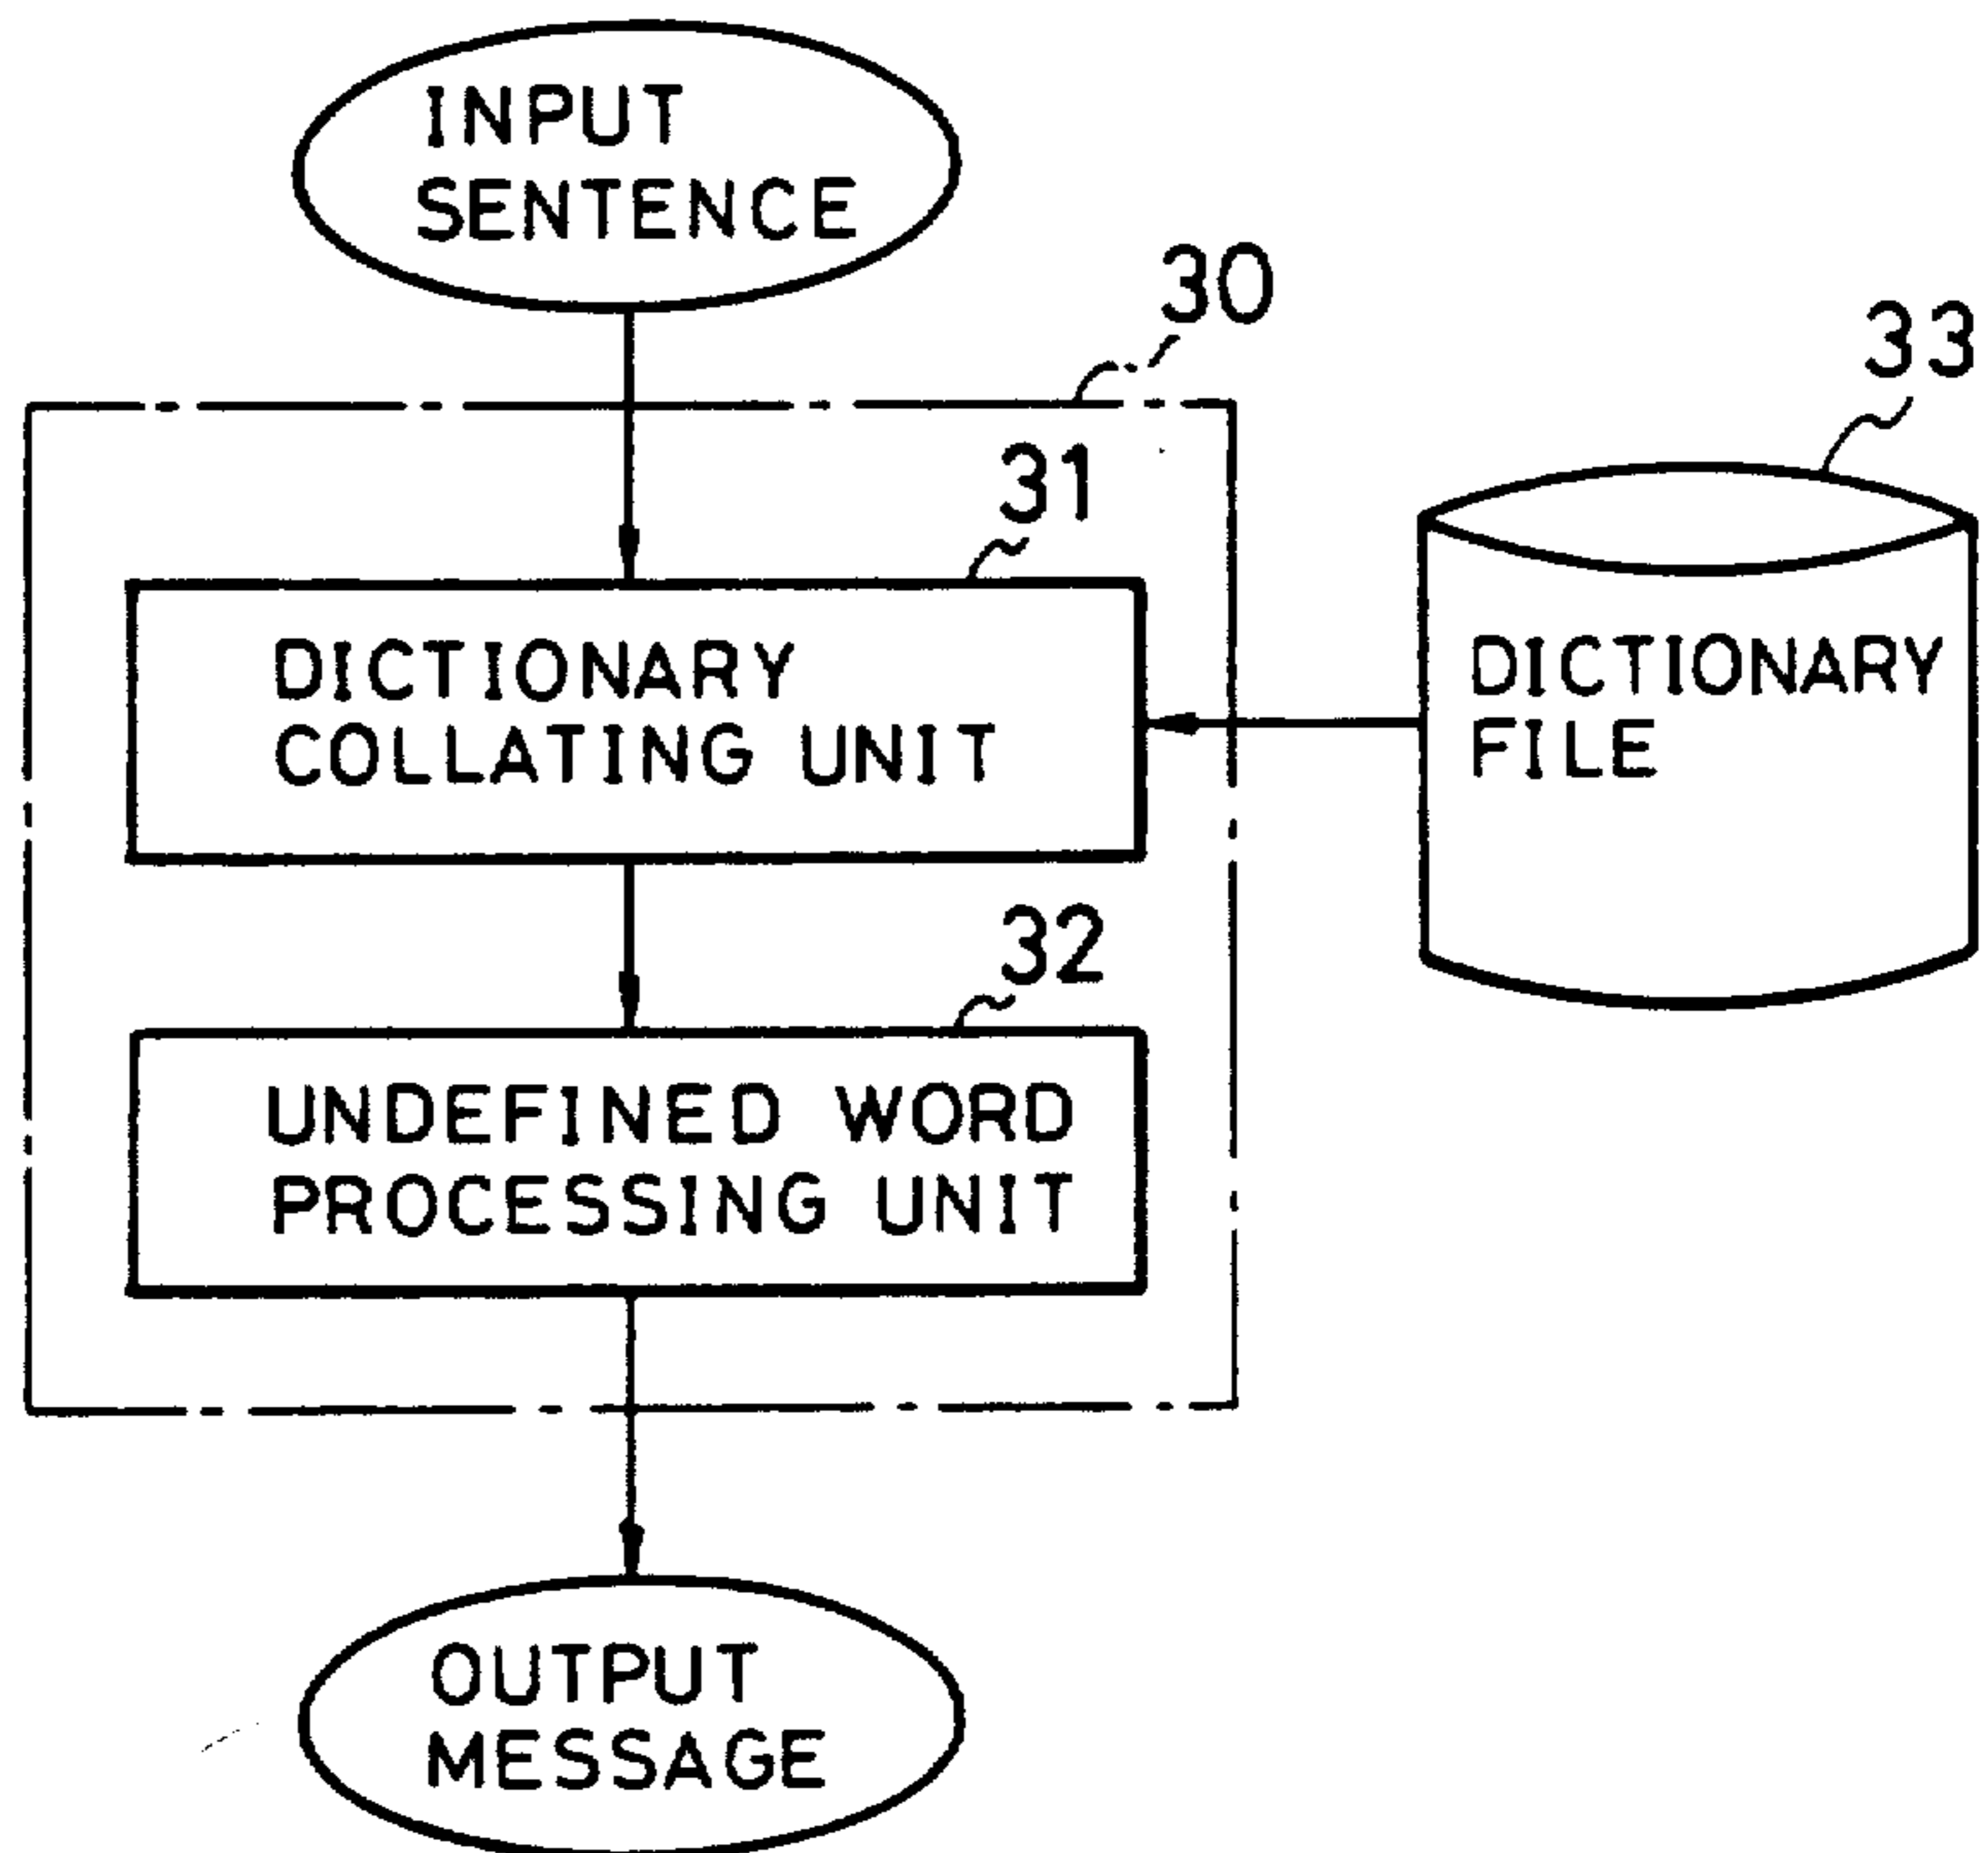 INPUT
SENTENCE
30
33
31
DICTIONARY
COLLATING UNIT
DICTIONARY
FILE
32
UNDEFINED WORD
PROCESSING UNIT
OUTPUT
MESSAGE